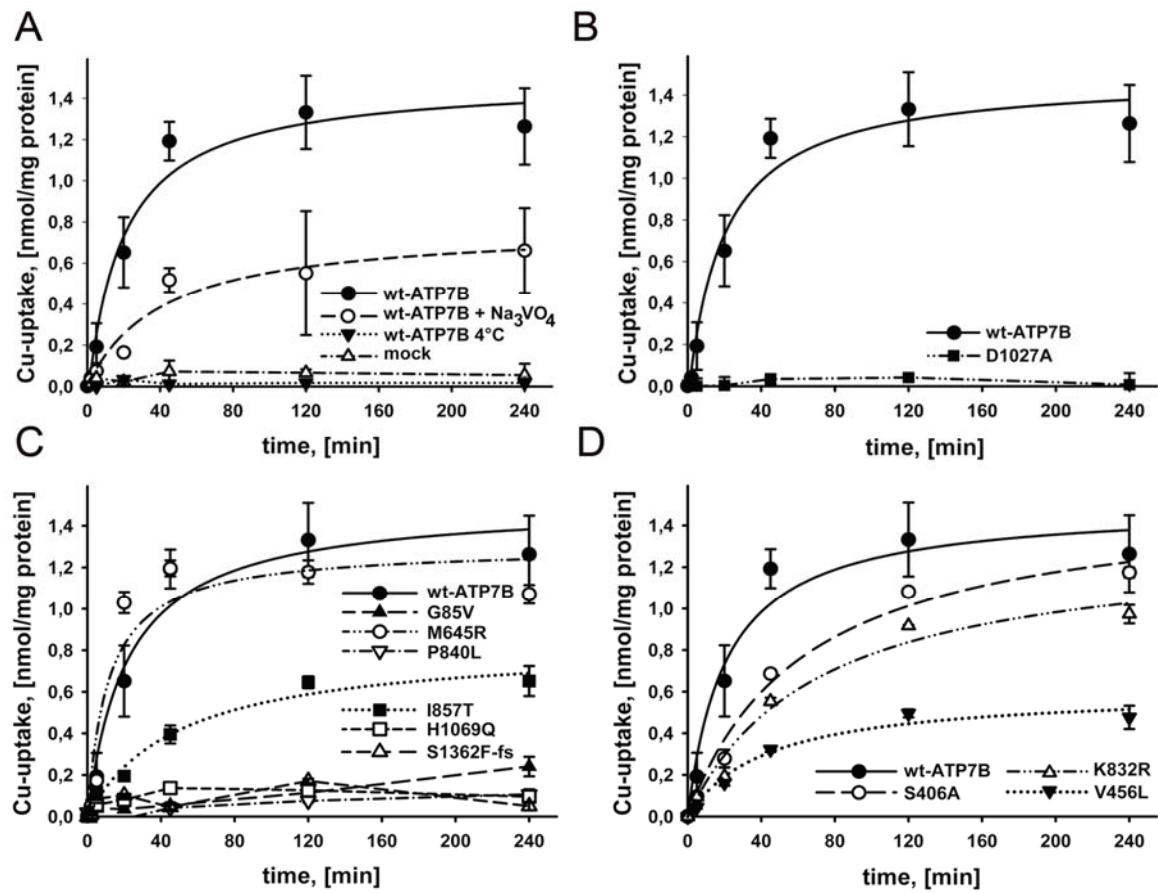 A
Cu-uptake, [nmol/mg protein]
1,4
1,2
1,0
0,8
0,6
0,4
0,2
0,0
wt-ATP7B
wt-ATP7B + Na3VO4
wt-ATP7B 4°C
mock
0 40 80 120 160 200 240
time, [min]
B
Cu-uptake, [nmol/mg protein]
1,4
1,2
1,0
0,8
0,6
0,4
0,2
0,0
wt-ATP7B
D1027A
0 40 80 120 160 200 240
time, [min]
C
Cu-uptake, [nmol/mg protein]
1,4
1,2
1,0
0,8
0,6
0,4
0,2
0,0
wt-ATP7B
G85V
M645R
P840L
I857T
H1069Q
S1362F-fs
0 40 80 120 160 200 240
time, [min]
D
Cu-uptake, [nmol/mg protein]
1,4
1,2
1,0
0,8
0,6
0,4
0,2
0,0
wt-ATP7B K832R
S406A V456L
0 40 80 120 160 200 240
time, [min]